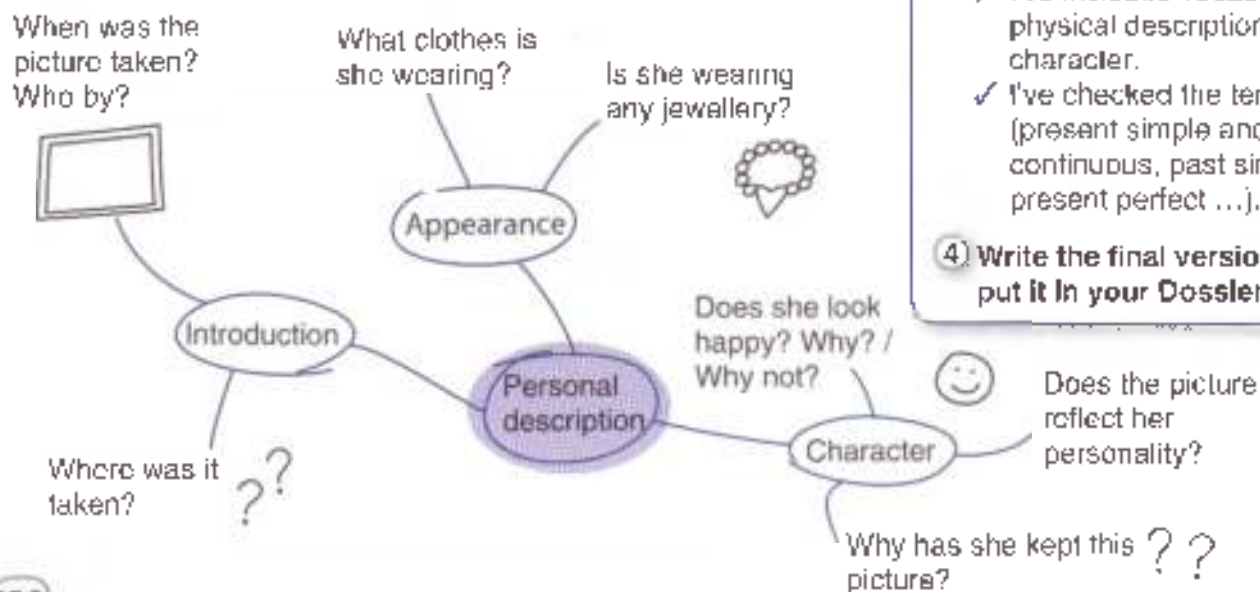 When was the
picture taken?
Who by?
What clothes is
she wearing?
Is she wearing
any jewellery?
Appearance
Introduction
Where was it
taken?
? ?
Personal
description
Does she look
happy? Why? /
Why not?
Character
Does the picture
reflect her
personality?
Why has she kept this ? ?
picture?
physical description
character.
✓ I've checked the
(present simple and
continuous, past
present perfect ...).
4 Write the final
put it in your Dossier